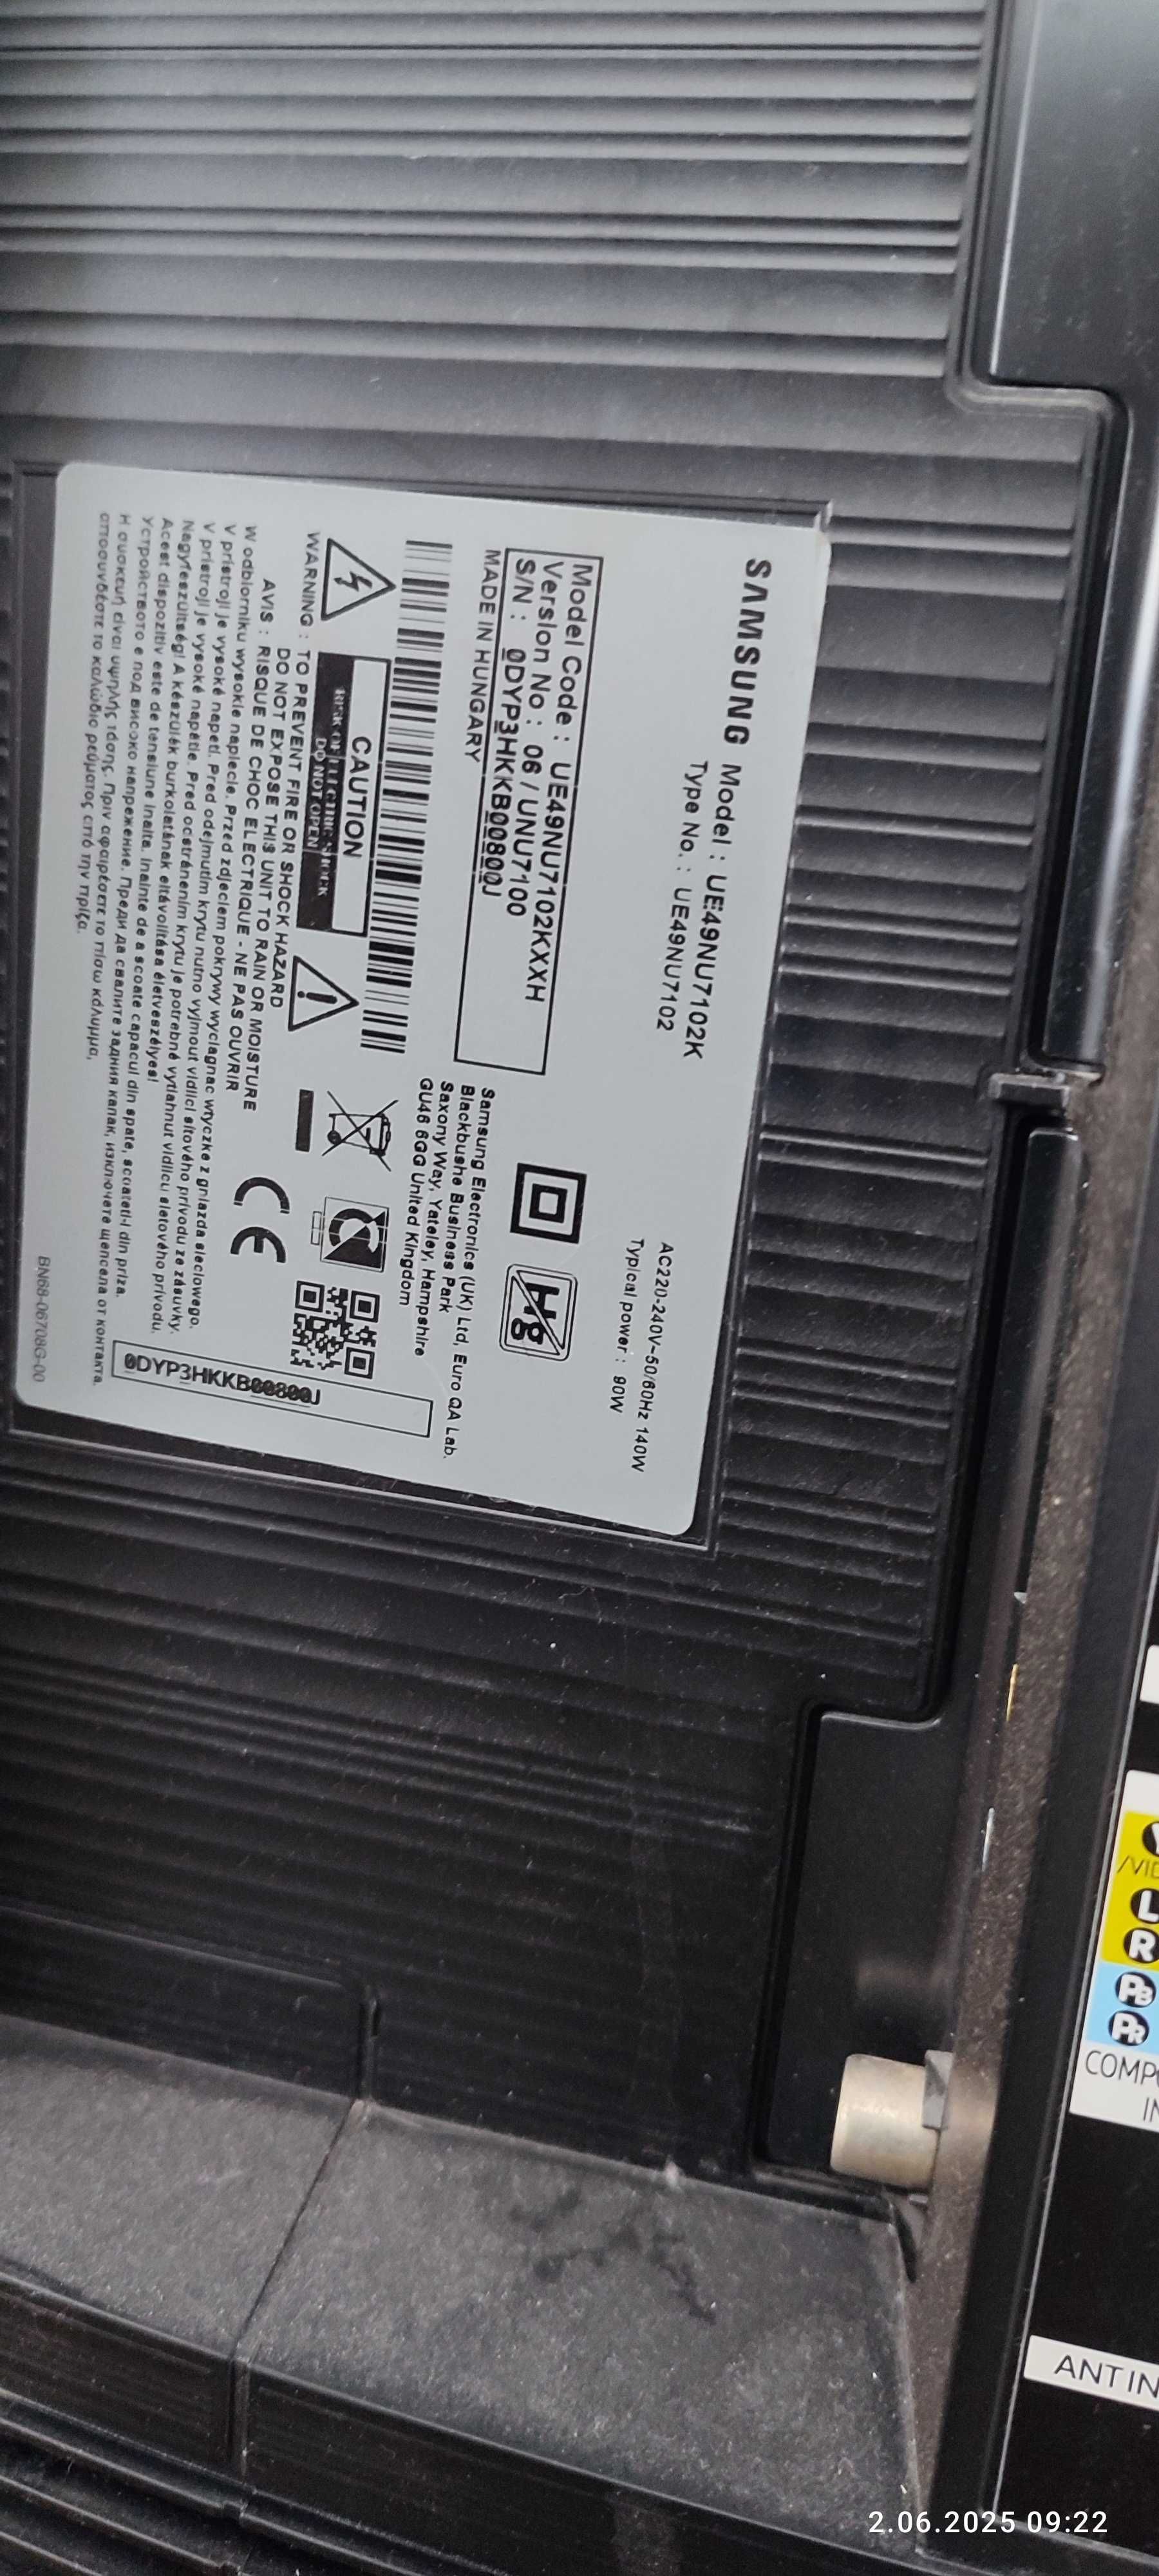 SAMSUNG Model : UE49NU7102K
Type No. : UE49NU7102
AC220-240V~50/60Hz 140W
Typical power : 90W
Model Code : UE49NU7102KXXH
Version No : 06 / UNU7100
S/N : 0DYP3HKKB00800J
MADE IN HUNGARY
Hg
Samsung Electronics (UK) Ltd, Euro QA Lab.
Blackbushe Business Park
Saxony Way, Yateley, Hampshire
GU46 6GG United Kingdom
CAUTION
RISK OF ELECTRIC SHOCK
DO NOT OPEN
WARNING : TO PREVENT FIRE OR SHOCK HAZARD
DO NOT EXPOSE THIS UNIT TO RAIN OR MOISTURE
AVIS : RISQUE DE CHOC ELECTRIQUE - NE PAS OUVRIR
W odbiorniku wysokie napiecie. Przed zdjeciem pokrywy wyciagnac wtyczke z gniazda sieciowego.
V prístroji je vysoké napetí. Pred odejmutím krytu nutno vyjmout vidlici sítového prívodu ze zásuvky.
V prístroji je vysoké napätie. Pred odstránením krytu je potrebné vytiahnut vidlicu sietového prívodu.
Nagyfeszültség! A készülék burkolatának eltávolítása életveszélyes!
Acest dispozitiv este de tensiune inalta. Inainte de a scoate capacul din spate, scoateti-l din priza.
Устройството е под високо напрежение. Преди да свалите задния капак, изключете щепсела от контакта.
Η συσκευή είναι υψηλής τάσης. Πριν αφαιρέσετε το πίσω κάλυμμα,
αποσυνδέστε το καλώδιο ρεύματος από την πρίζα.
CE
0DYP3HKKB00800J
BN68-06708G-00
L
R
PB
PR
ANT IN
2.06.2025 09:22